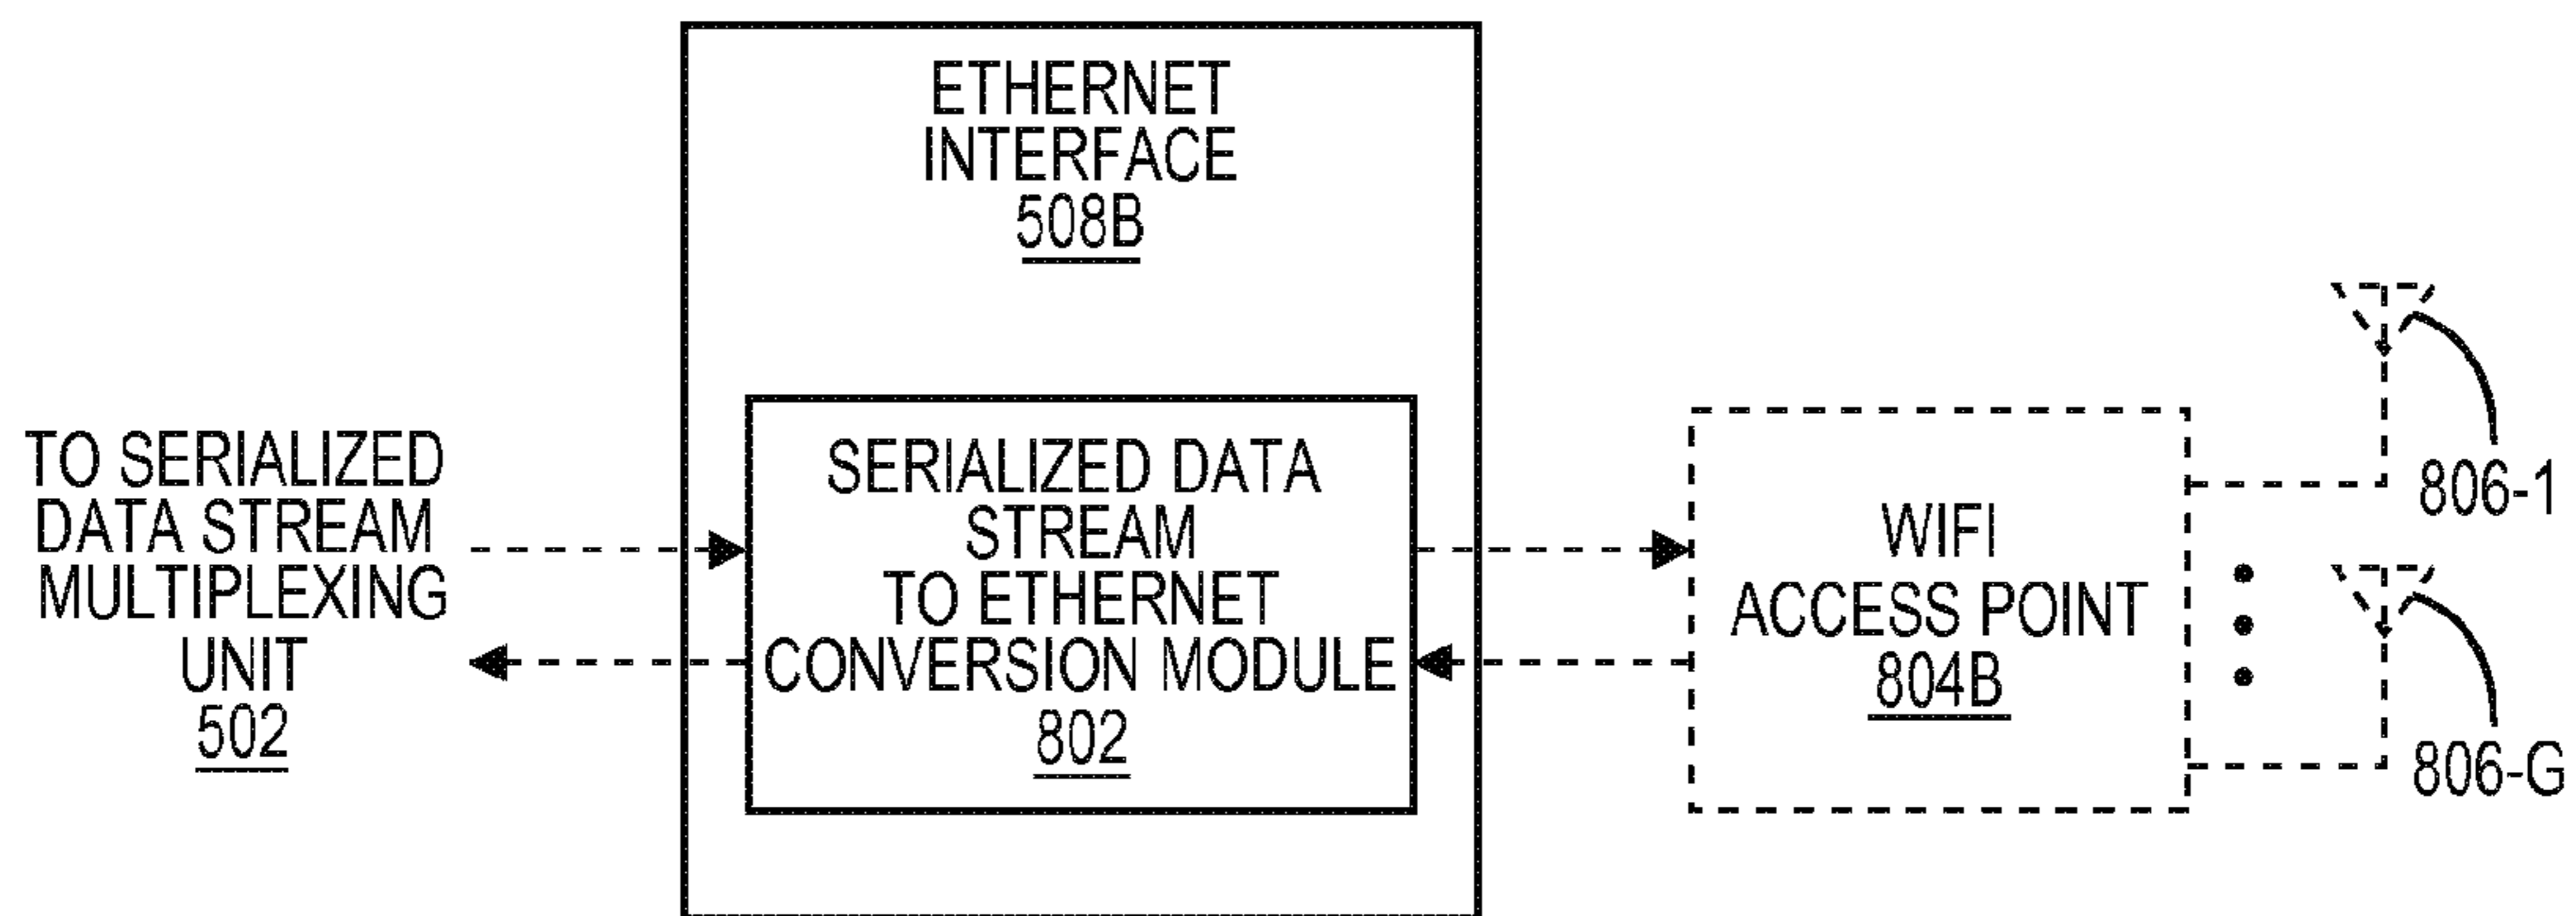 ETHERNET
INTERFACE
508B
TO SERIALIZED
DATA STREAM
MULTIPLEXING
UNIT
502
SERIALIZED DATA
STREAM
TO ETHERNET
CONVERSION MODULE
802
WIFI
ACCESS POINT
804B
806-1
806-G